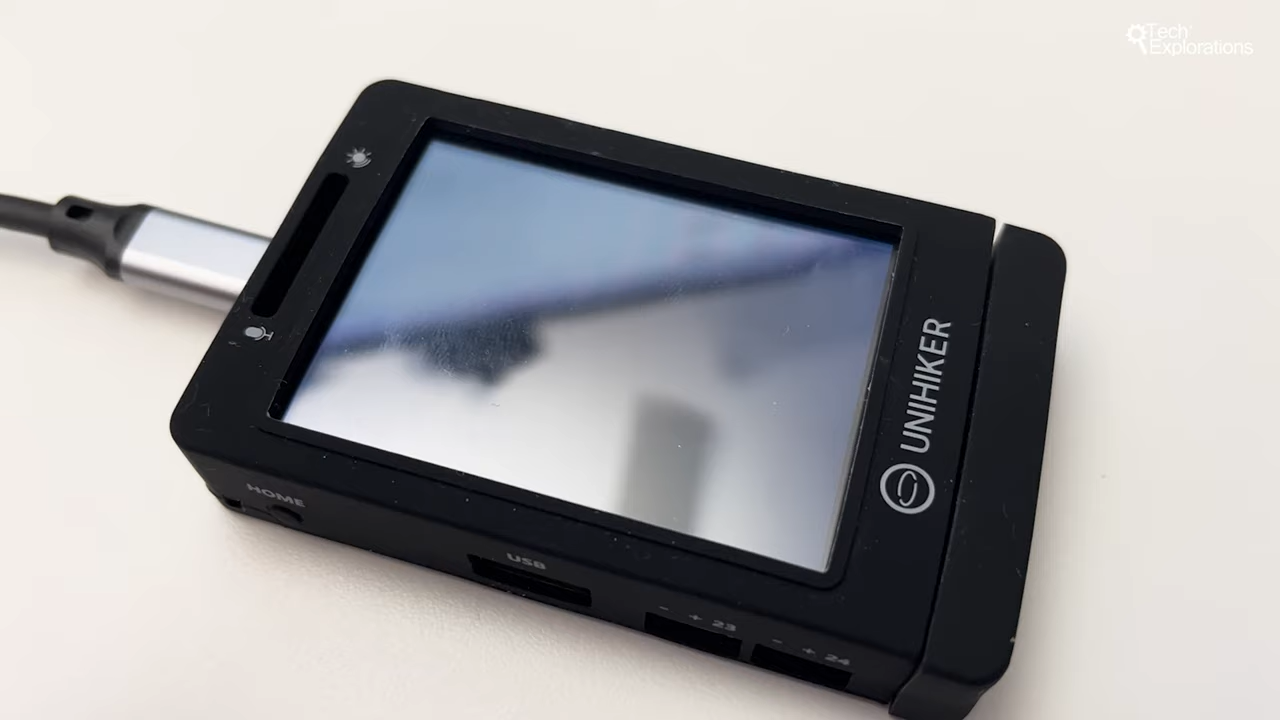 Tech
Explorations
UNIHIKER
HOME
USB
- + 23
- + 24